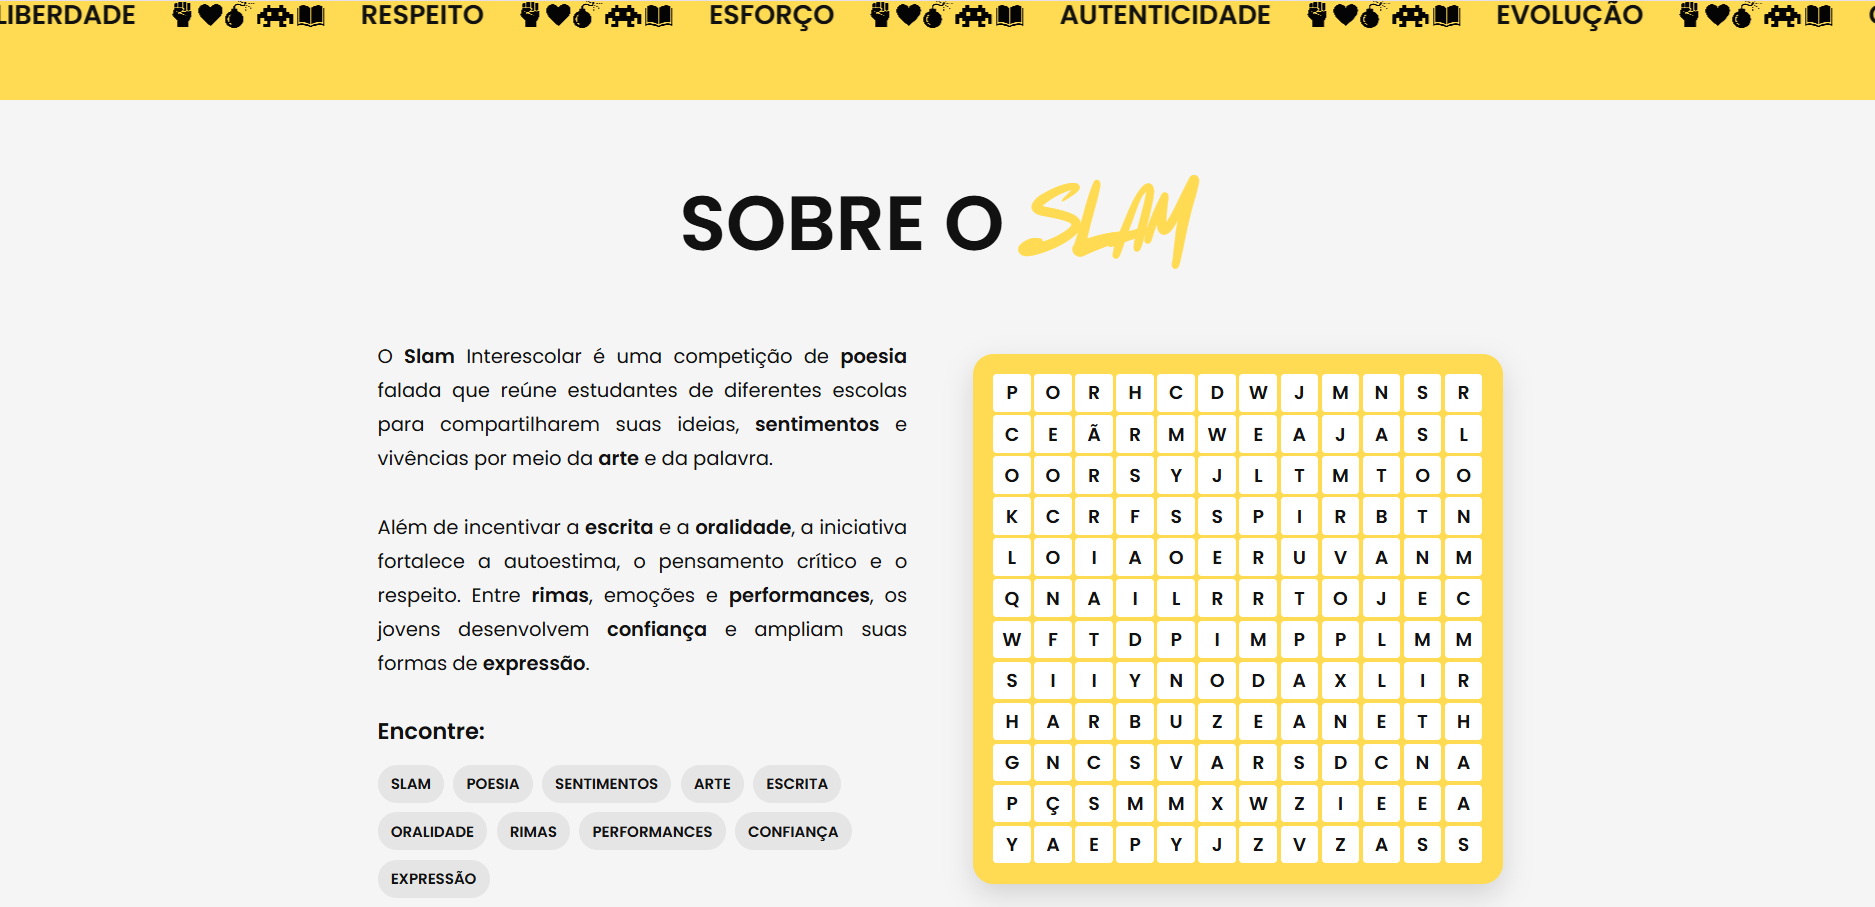 LIBERDADE RESPEITO ESFORÇO AUTENTICIDADE EVOLUÇÃO
SOBRE O SLAM
O Slam Interescolar é uma competição de poesia
falada que reúne estudantes de diferentes escolas
para compartilharem suas ideias, sentimentos e
vivências por meio da arte e da palavra.
Além de incentivar a escrita e a oralidade, a iniciativa
fortalece a autoestima, o pensamento crítico e o
respeito. Entre rimas, emoções e performances, os
jovens desenvolvem confiança e ampliam suas
formas de expressão.
Encontre:
SLAM POESIA SENTIMENTOS ARTE ESCRITA
ORALIDADE RIMAS PERFORMANCES CONFIANÇA
EXPRESSÃO
P O R H C D W J M N S R
C E Ã R M W E A J A S L
O O R S Y J L T M T O O
K C R F S S P I R B T N
L O I A O E R U V A N M
Q N A I L R R T O J E C
W F T D P I M P P L M M
S I I Y N O D A X L I R
H A R B U Z E A N E T H
G N C S V A R S D C N A
P Ç S M M X W Z I E E A
Y A E P Y J Z V Z A S S